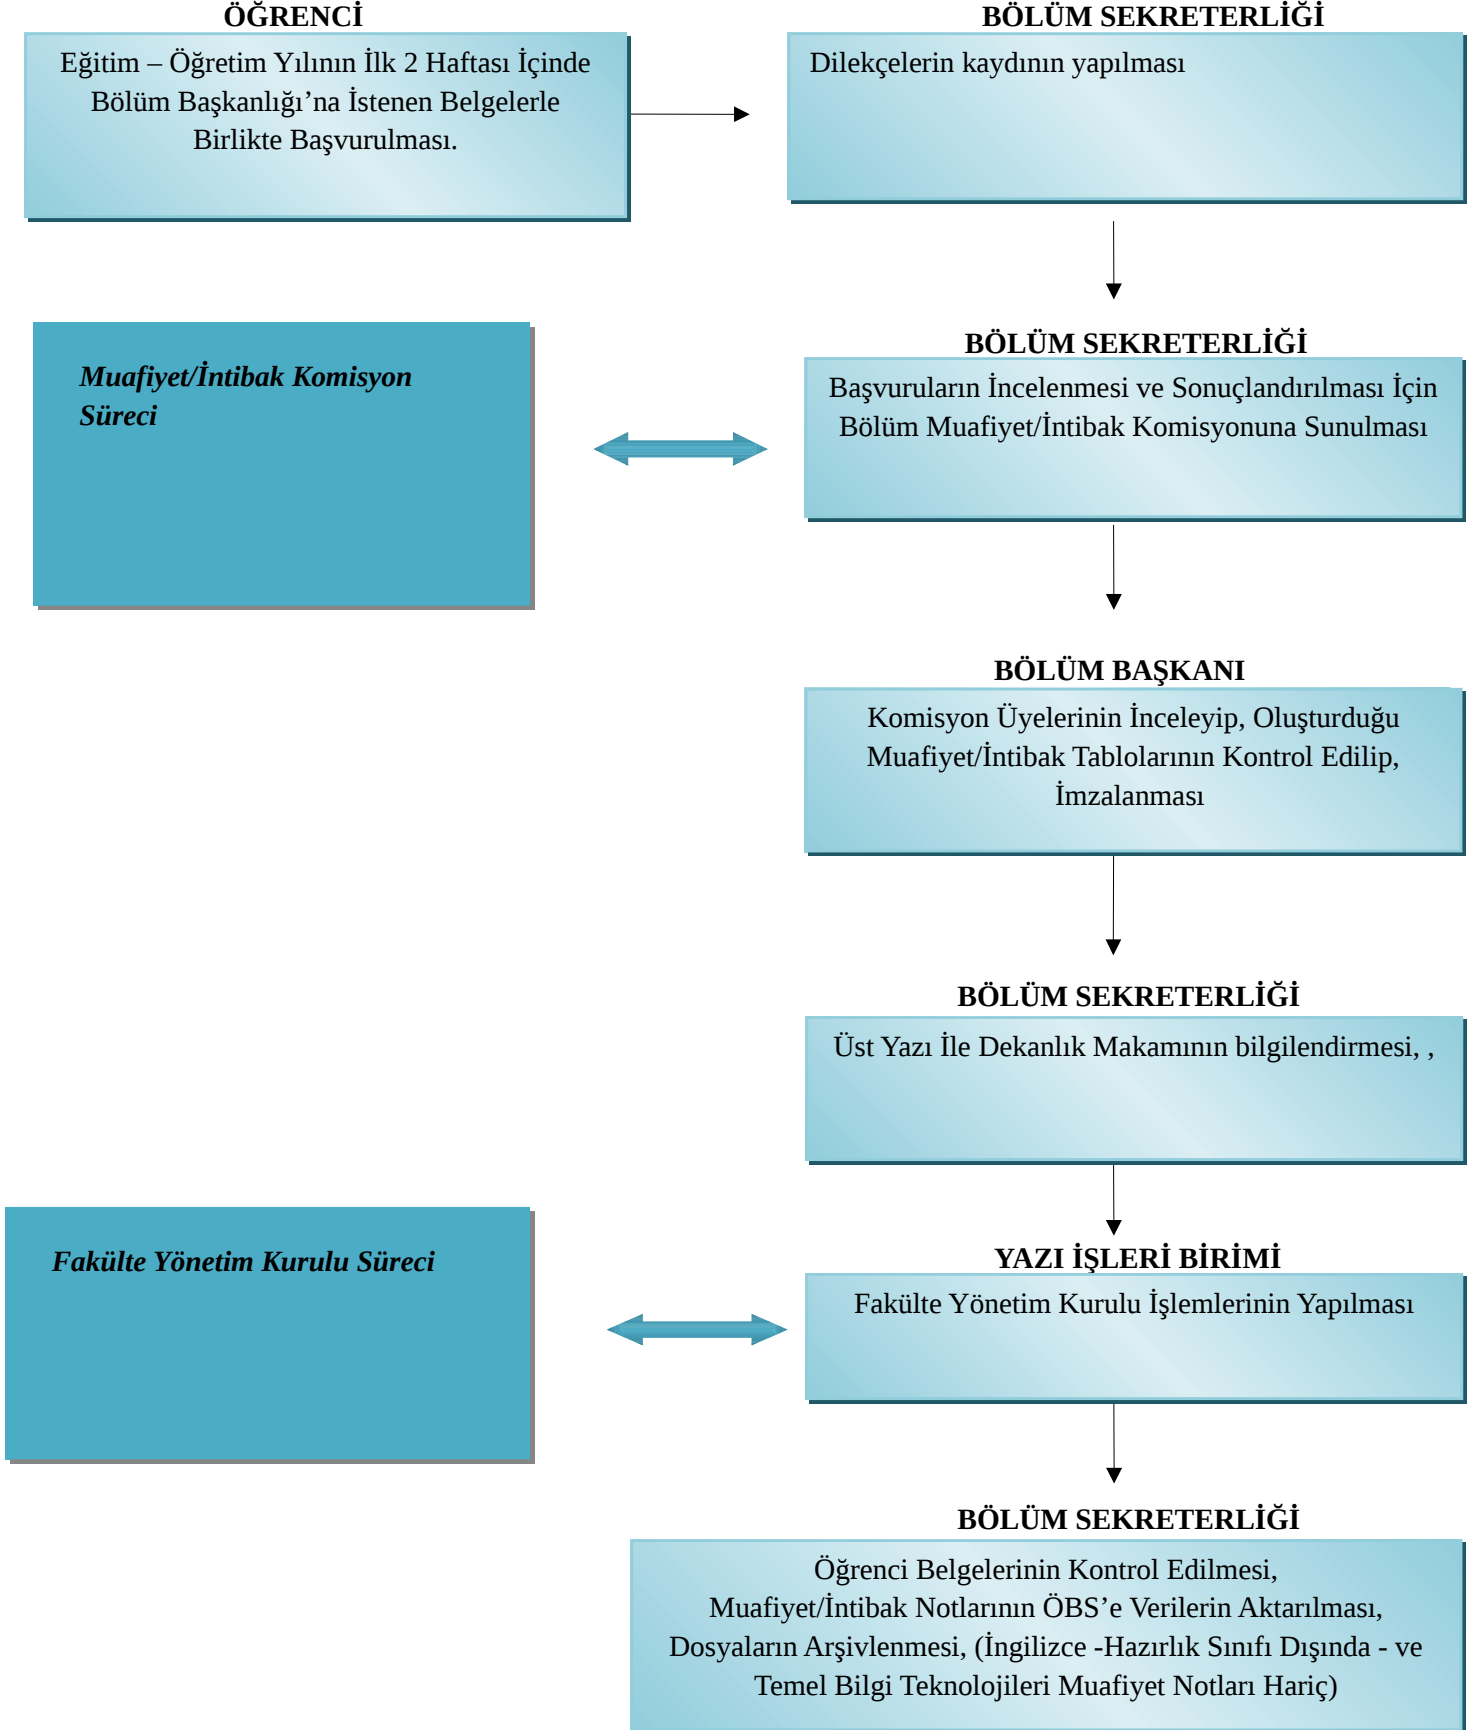 ÖĞRENCİ
Eğitim – Öğretim Yılının İlk 2 Haftası İçinde
Bölüm Başkanlığı’na İstenen Belgelerle
Birlikte Başvurulması.
BÖLÜM SEKRETERLİĞİ
Dilekçelerin kaydının yapılması
Muafiyet/İntibak Komisyon
Süreci
BÖLÜM SEKRETERLİĞİ
Başvuruların İncelenmesi ve Sonuçlandırılması İçin
Bölüm Muafiyet/İntibak Komisyonuna Sunulması
BÖLÜM BAŞKANI
Komisyon Üyelerinin İnceleyip, Oluşturduğu
Muafiyet/İntibak Tablolarının Kontrol Edilip,
İmzalanması
BÖLÜM SEKRETERLİĞİ
Üst Yazı İle Dekanlık Makamının bilgilendirmesi, ,
Fakülte Yönetim Kurulu Süreci
YAZI İŞLERİ BİRİMİ
Fakülte Yönetim Kurulu İşlemlerinin Yapılması
BÖLÜM SEKRETERLİĞİ
Öğrenci Belgelerinin Kontrol Edilmesi,
Muafiyet/İntibak Notlarının ÖBS’e Verilerin Aktarılması,
Dosyaların Arşivlenmesi, (İngilizce -Hazırlık Sınıfı Dışında - ve
Temel Bilgi Teknolojileri Muafiyet Notları Hariç)